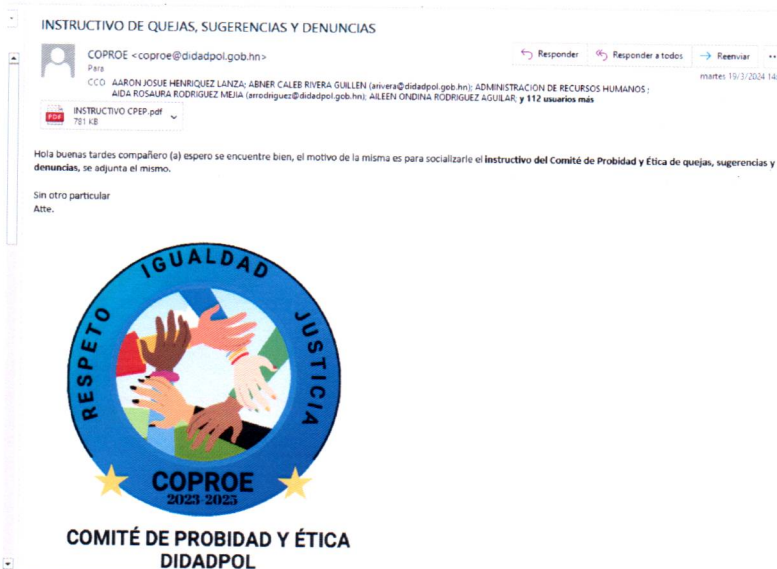 INSTRUCTIVO DE QUEJAS, SUGERENCIAS Y DENUNCIAS
COPROE <coproe@didadpol.gob.hn>
Responder
Responder a todos
Reenviar
Para
martes 19/3/2024
CCO AARON JOSUE HENRIQUEZ LANZA; ABNER CALEB RIVERA GUILLEN (arivera@didadpol.gob.hn); ADMINISTRACION DE RECURSOS HUMANOS;
AIDA ROSAURA RODRIGUEZ MEJIA (arrodriguez@didadpol.gob.hn); AILEEN ONDINA RODRIGUEZ AGUILAR; y 112 usuarios más
PDF
INSTRUCTIVO CPEP.pdf
781 KB
Hola buenas tardes compañero (a) espero se encuentre bien, el motivo de la misma es para socializarle el instructivo del Comité de Probidad y Ética de quejas, sugerencias y
denuncias, se adjunta el mismo.
Sin otro particular
Atte.
RESPETO IGUALDAD JUSTICIA
COPROE
2023-2025
COMITÉ DE PROBIDAD Y ÉTICA
DIDADPOL